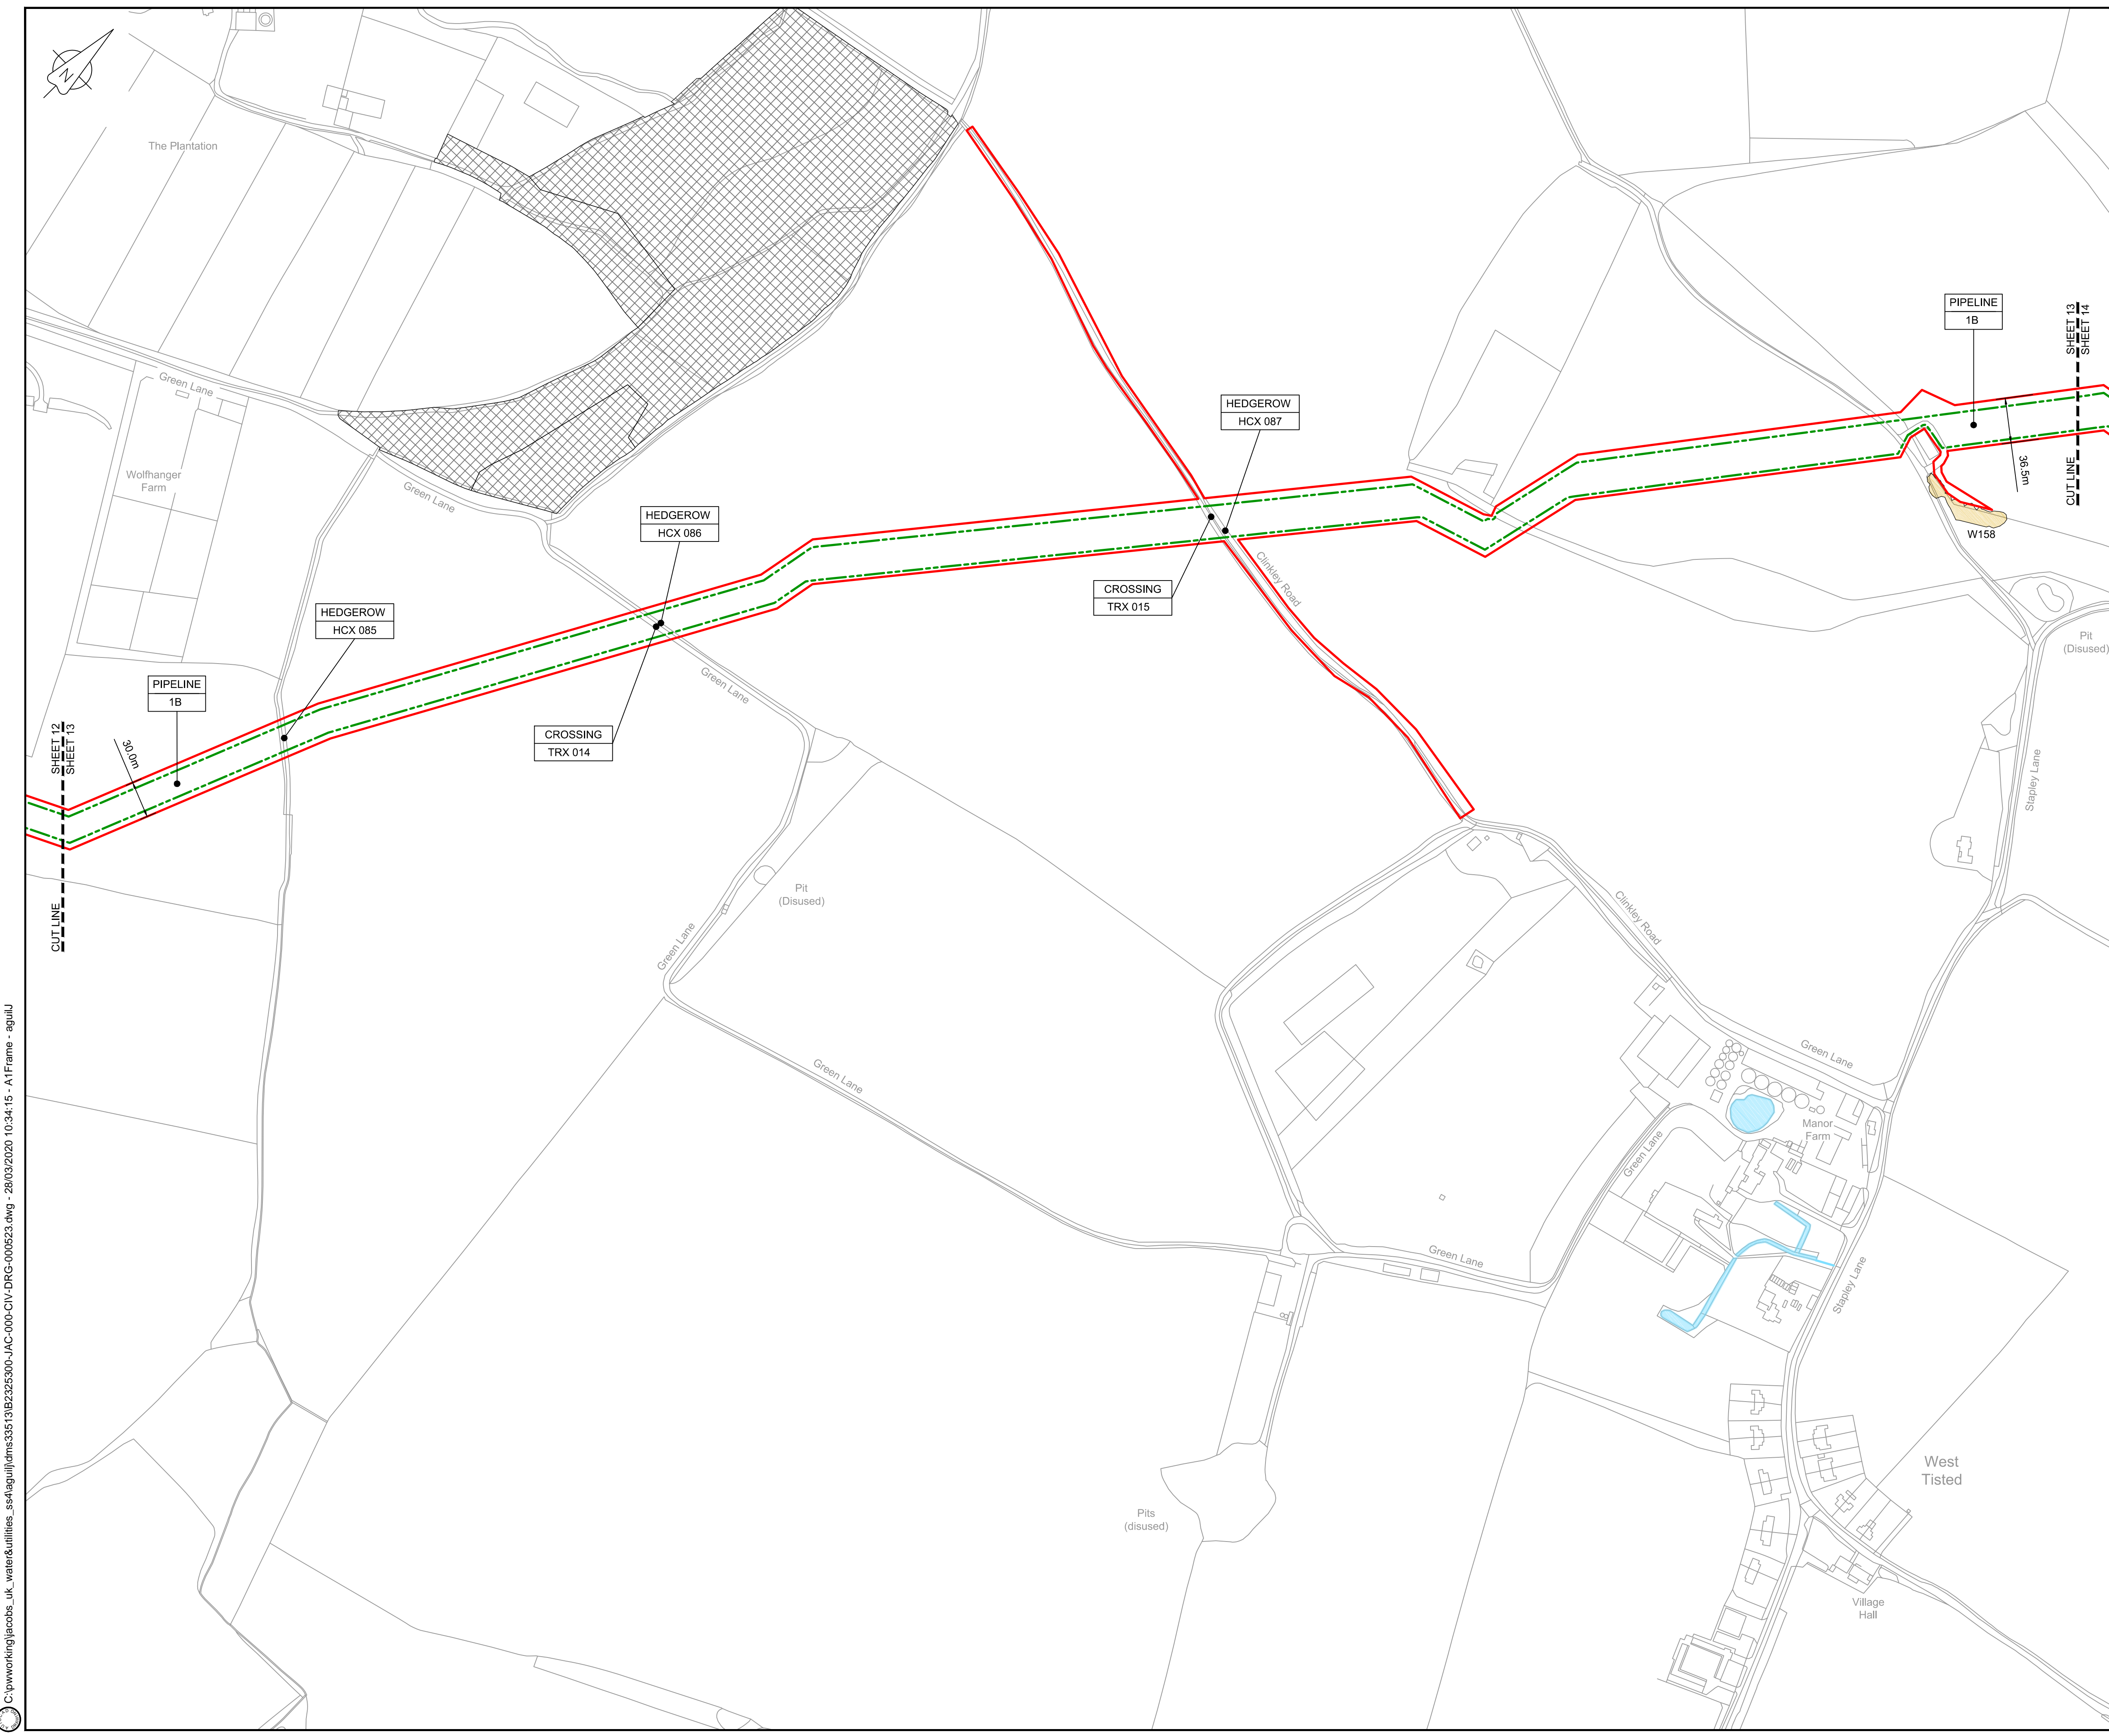 N
The Plantation
Green Lane
Wolfhanger
Farm
Green Lane
PIPELINE
1B
SHEET 13
SHEET 14
CUT LINE
36.5m
W158
HEDGEROW
HCX 087
HEDGEROW
HCX 086
CROSSING
TRX 015
Clinkley Road
HEDGEROW
HCX 085
Pit
(Disused)
PIPELINE
1B
Green Lane
CROSSING
TRX 014
SHEET 12
SHEET 13
CUT LINE
30.0m
Stapley Lane
Pit
(Disused)
Green Lane
Clinkley Road
Green Lane
Green Lane
Manor
Farm
Green Lane
Green Lane
Stapley Lane
West
Tisted
Pits
(disused)
Village
Hall
C:\pwworking\jacobs_uk_water&utilities_ss4\aguilj\dms33513\B2325300-JAC-000-CIV-DRG-000523.dwg - 28/03/2020 10:34:15 - A1Frame - aguilJ